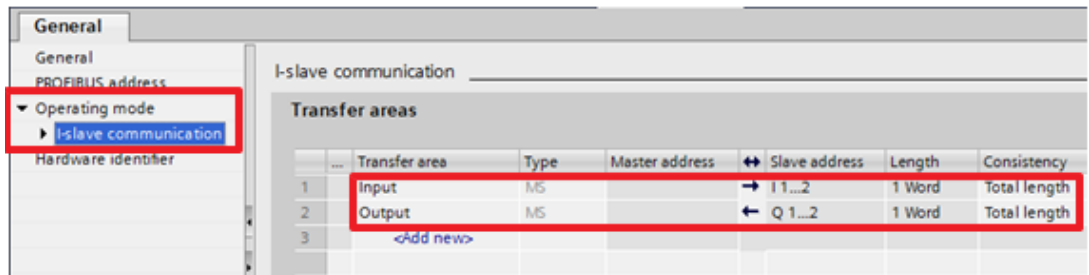 General
General
PROFIBUS address
Operating mode
I-slave communication
Hardware identifier
I-slave communication
Transfer areas
... Transfer area Type Master address ↔ Slave address Length Consistency
1 Input MS → I 1...2 1 Word Total length
2 Output MS ← Q 1...2 1 Word Total length
3 <Add new>